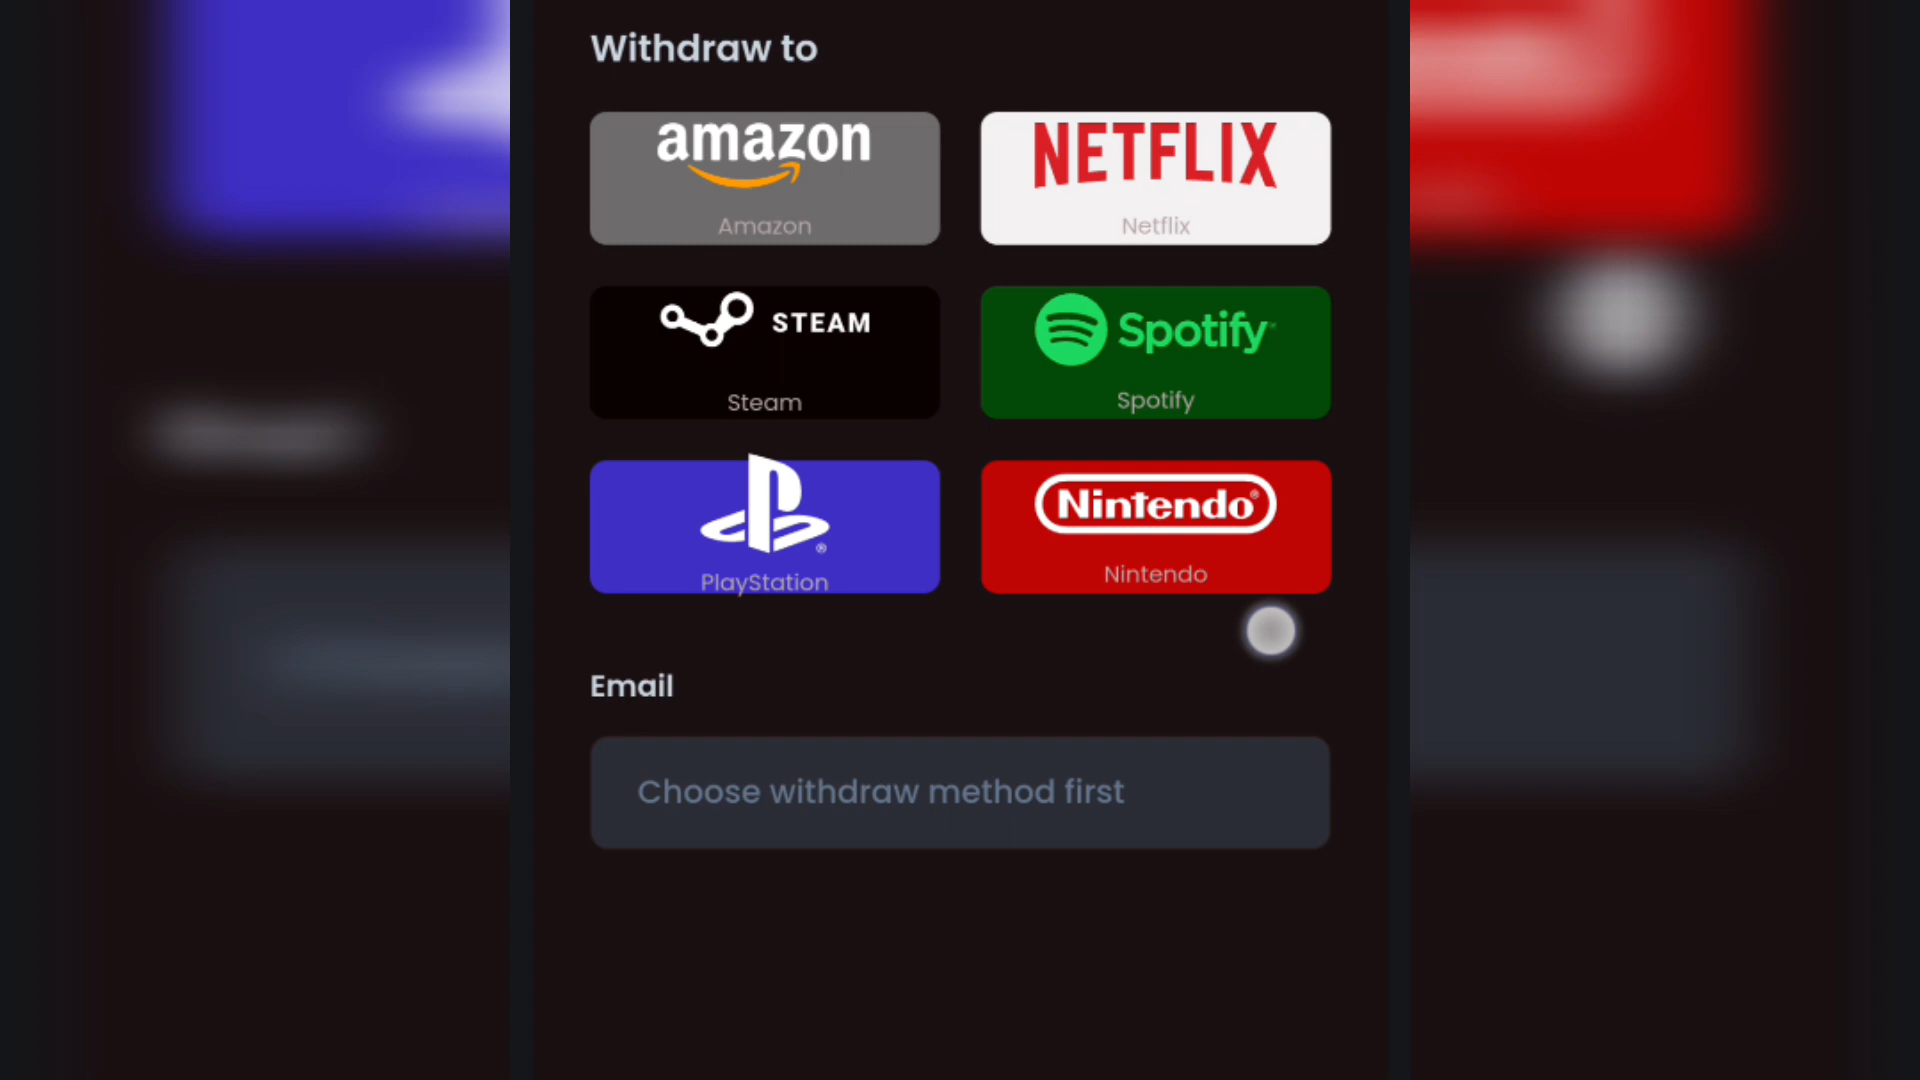 Withdraw to
amazon
NETFLIX
Amazon
Netflix
STEAM
Spotify
Steam
Spotify
Nintendo®
PlayStation
Nintendo
Email
Choose withdraw method first